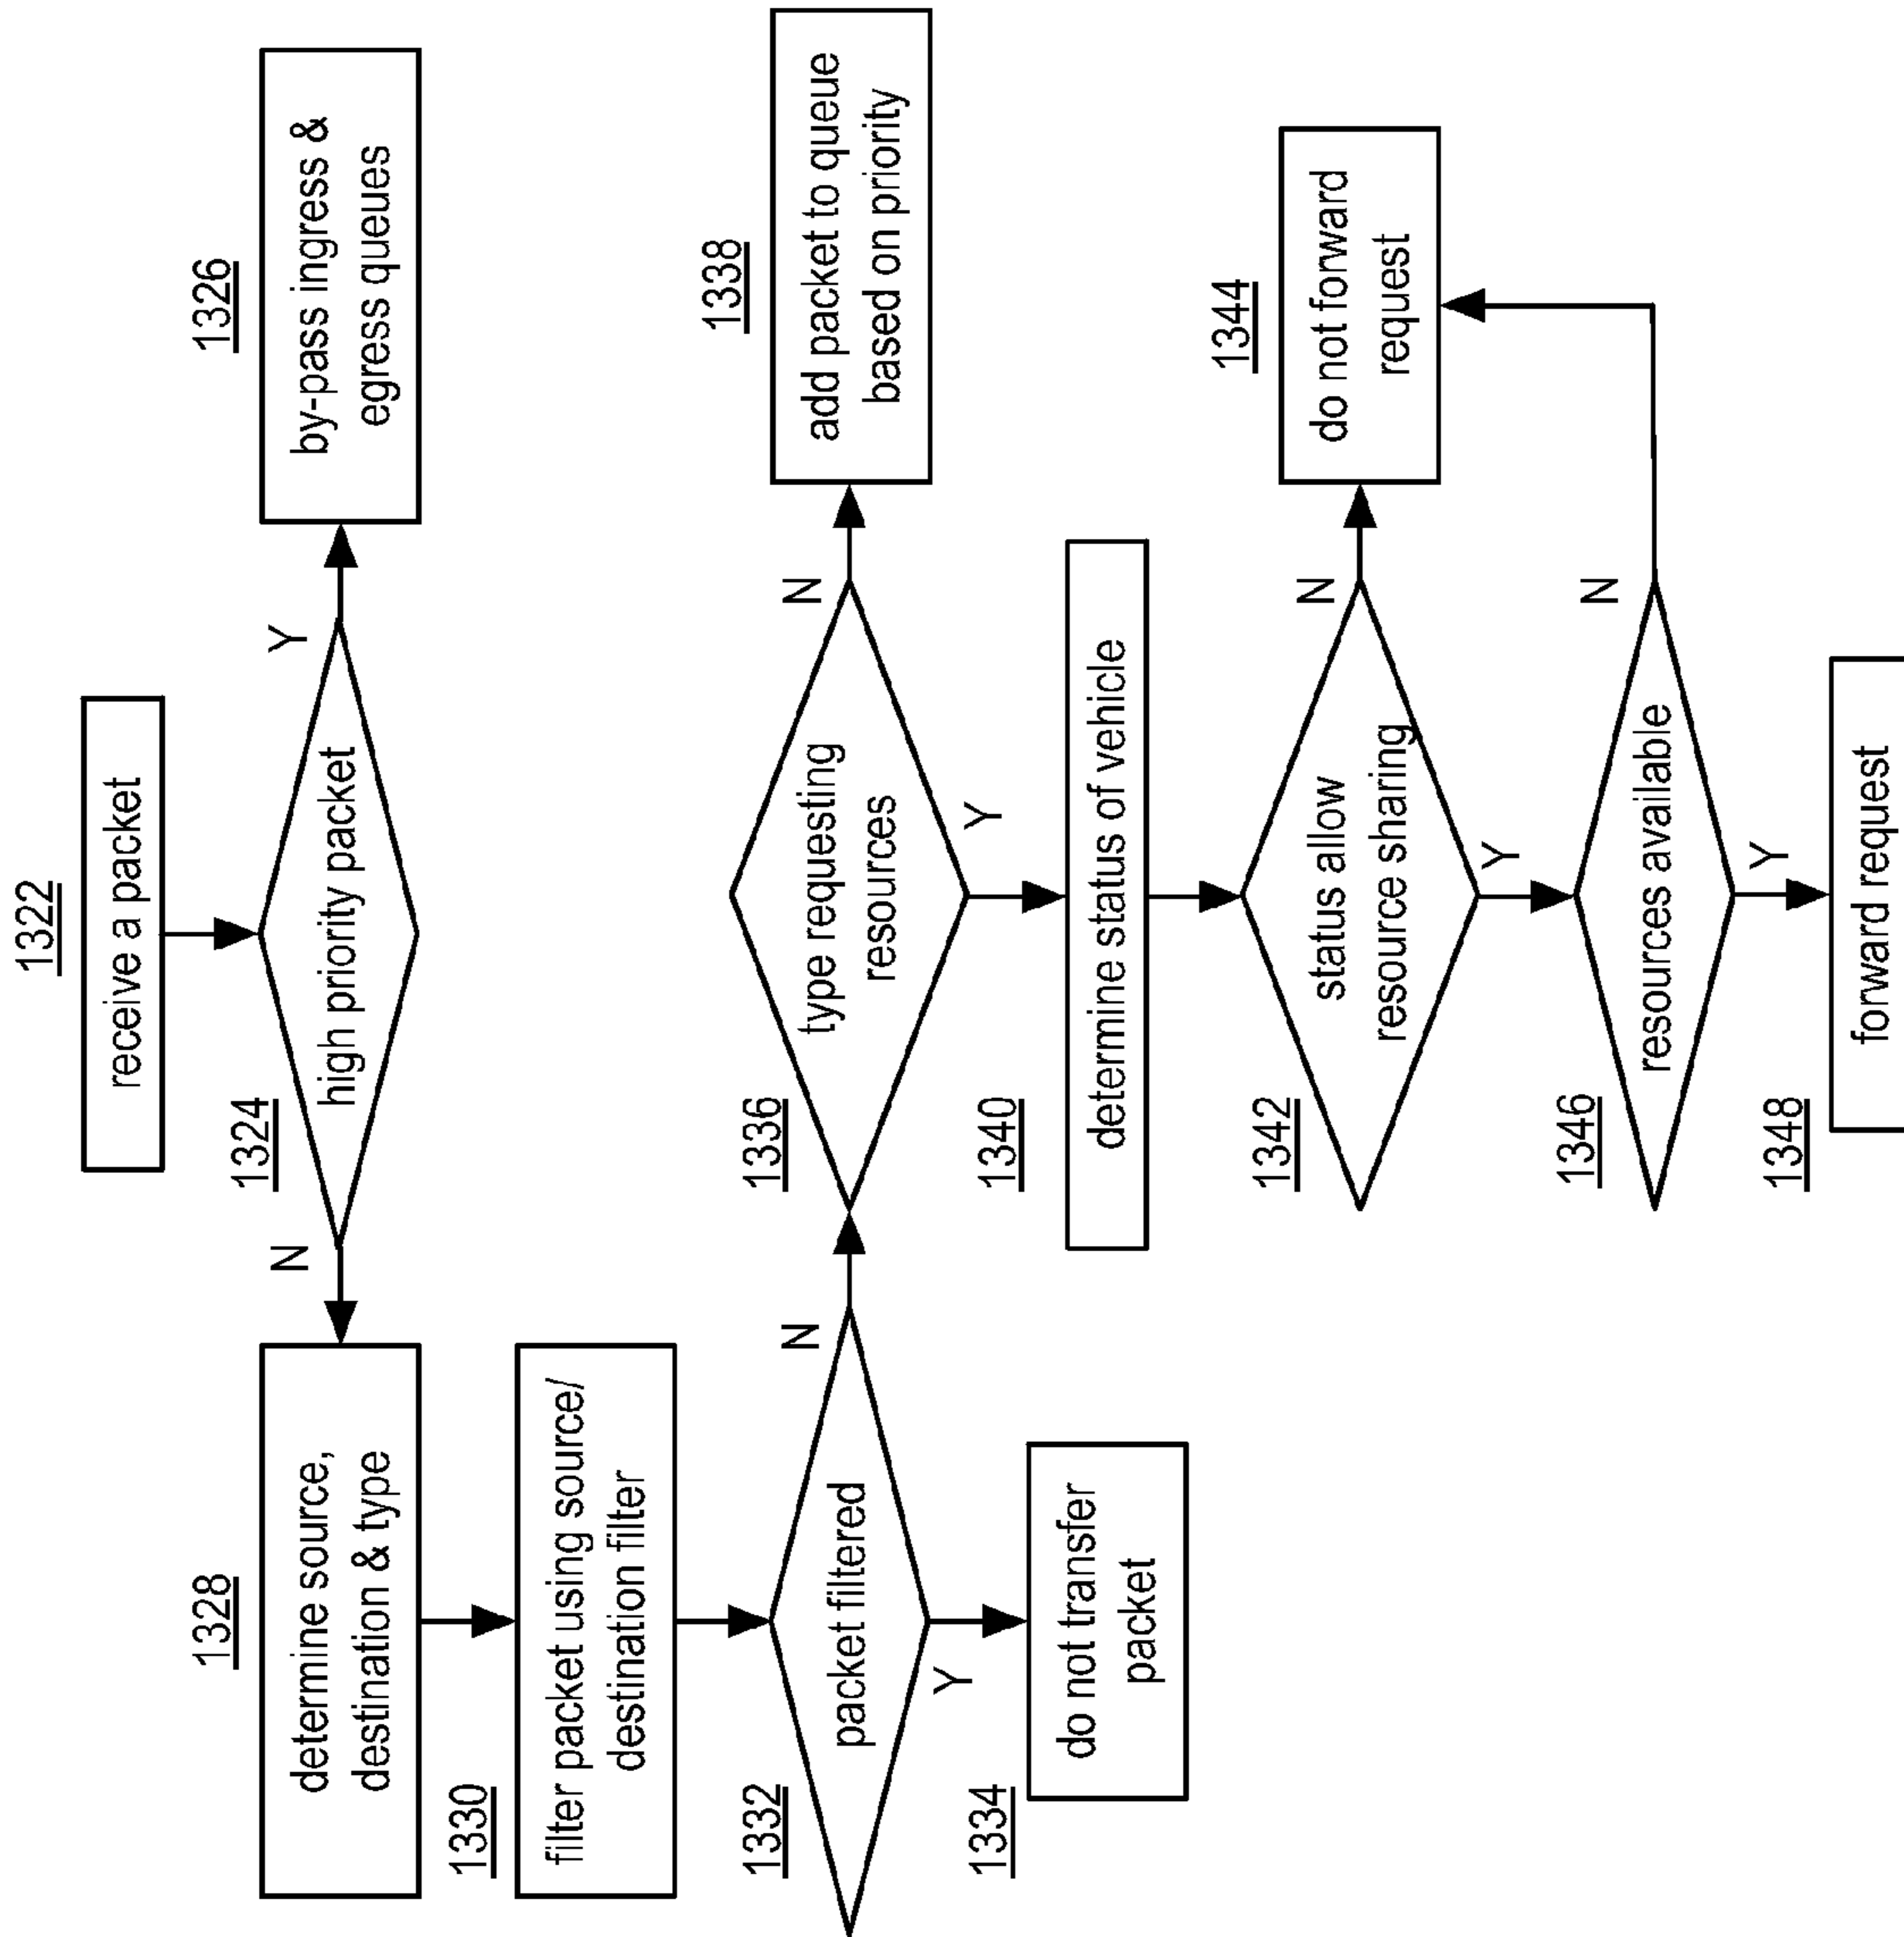 1322
receive a packet
1324
high priority packet
Y
N
1326
by-pass ingress &
egress queues
1328
determine source,
destination & type
1330
filter packet using source/
destination filter
1332
packet filtered
N
Y
1334
do not transfer
packet
1336
type requesting
resources
N
Y
1338
add packet to queue
based on priority
1340
determine status of vehicle
1342
status allow
resource sharing
N
Y
1344
do not forward
request
1346
resources available
N
Y
1348
forward request